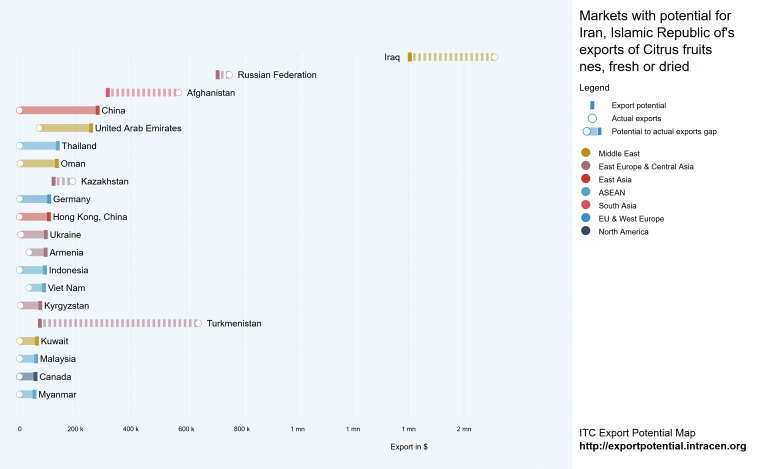 Markets with potential for
Iran, Islamic Republic of's
exports of Citrus fruits
nes, fresh or dried
Legend
Export potential
Actual exports
Potential to actual exports gap
Middle East
East Europe & Central Asia
East Asia
ASEAN
South Asia
EU & West Europe
North America
Iraq
Russian Federation
Afghanistan
China
United Arab Emirates
Thailand
Oman
Kazakhstan
Germany
Hong Kong, China
Ukraine
Armenia
Indonesia
Viet Nam
Kyrgyzstan
Turkmenistan
Kuwait
Malaysia
Canada
Myanmar
0 200 k 400 k 600 k 800 k 1 mn 1 mn 1 mn 2 mn
Export in $
ITC Export Potential Map
http://exportpotential.intracen.org